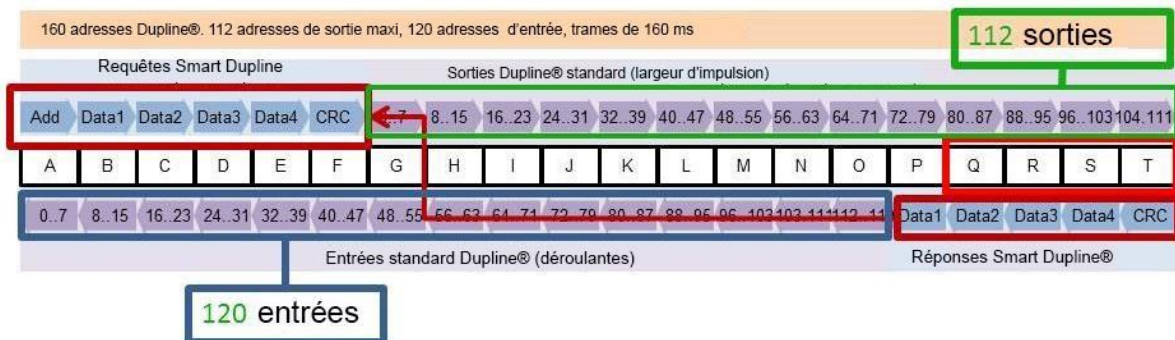 160 adresses Dupline®. 112 adresses de sortie maxi, 120 adresses d'entrée, trames de 160 ms
112 sorties
Requêtes Smart Dupline
Sorties Dupline® standard (largeur d'impulsion)
Add Data1 Data2 Data3 Data4 CRC ..7 8..15 16..23 24..31 32..39 40..47 48..55 56..63 64..71 72..79 80..87 88..95 96..103 104.111
A B C D E F G H I J K L M N O P Q R S T
0..7 8..15 16..23 24..31 32..39 40..47 48..55 56..63 64..71 72..79 80..87 88..95 96..103 103.111 Data1 Data2 Data3 Data4 CRC
Entrées standard Dupline® (déroulantes)
Réponses Smart Dupline®
120 entrées